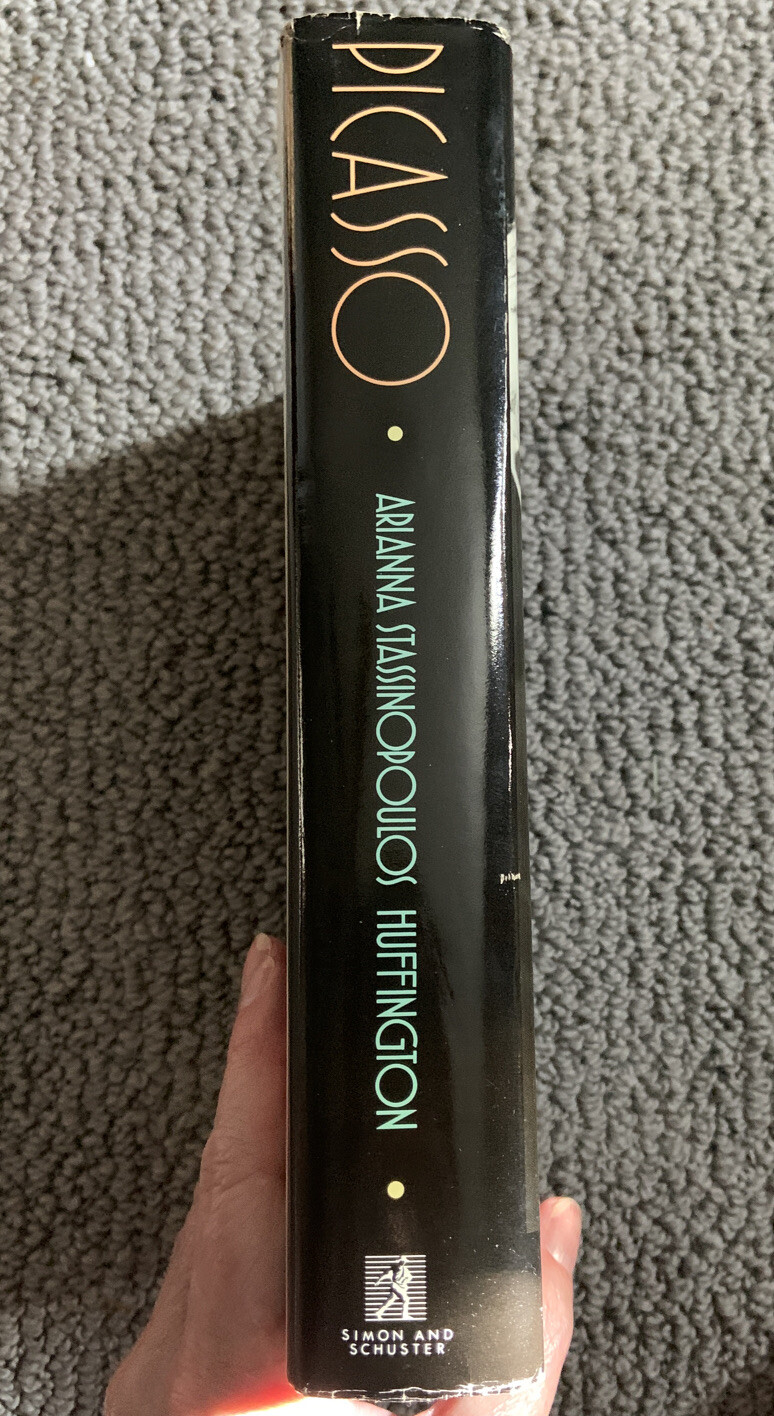 PICASSO
ARIANNA STASSINOPOULOS HUFFINGTON
SIMON AND
SCHUSTER